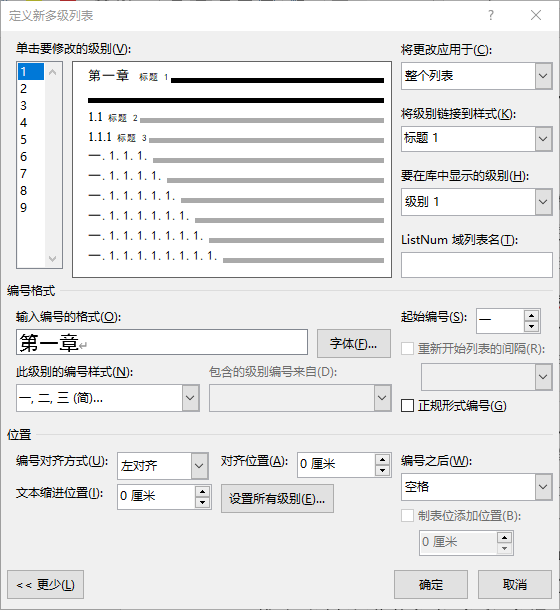 定义新多级列表 ? ×
单击要修改的级别(V):
1
2
3
4
5
6
7
8
9
第一章 标题 1
1.1 标题 2
1.1.1 标题 3
一.1.1.1.
一.1.1.1.1.
一.1.1.1.1.1.
一.1.1.1.1.1.1.
一.1.1.1.1.1.1.1.
一.1.1.1.1.1.1.1.1.
将更改应用于(C):
整个列表
将级别链接到样式(K):
标题 1
要在库中显示的级别(H):
级别 1
ListNum 域列表名(T):
编号格式
输入编号的格式(O):
第一章↵
字体(F)...
起始编号(S): 一
重新开始列表的间隔(R):
此级别的编号样式(N):
一, 二, 三 (简)...
包含的级别编号来自(D):
正规形式编号(G)
位置
编号对齐方式(U): 左对齐
对齐位置(A): 0 厘米
编号之后(W):
空格
文本缩进位置(I): 0 厘米
设置所有级别(E)...
制表位添加位置(B):
0 厘米
<< 更少(L)
确定
取消